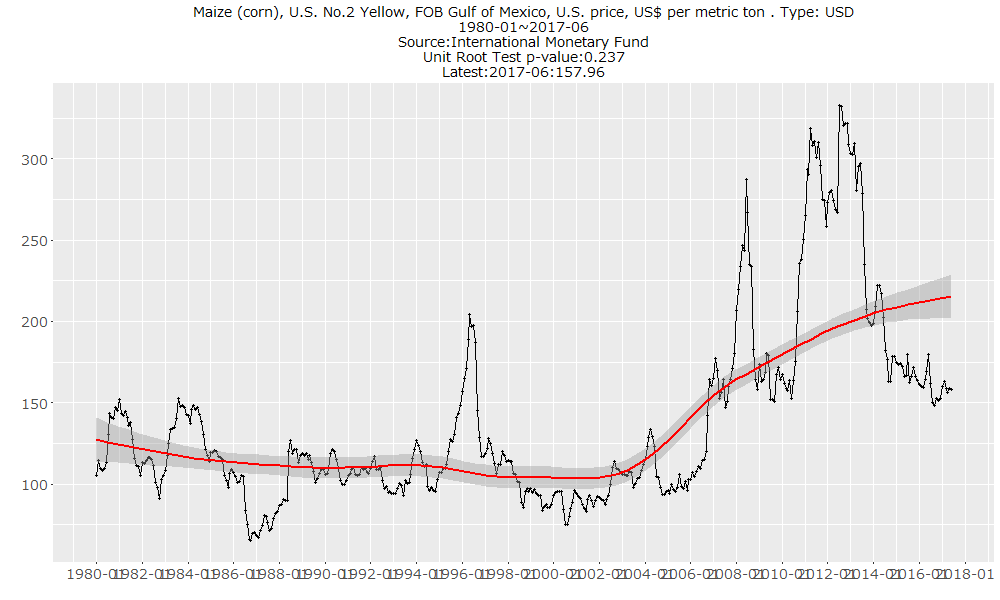 Maize (corn), U.S. No.2 Yellow, FOB Gulf of Mexico, U.S. price, US$ per metric ton . Type: USD
1980-01~2017-06
Source:International Monetary Fund
Unit Root Test p-value:0.237
Latest:2017-06:157.96
300
250
200
150
100
1980-01 1982-01 1984-01 1986-01 1988-01 1990-01 1992-01 1994-01 1996-01 1998-01 2000-01 2002-01 2004-01 2006-01 2008-01 2010-01 2012-01 2014-01 2016-01 2018-01